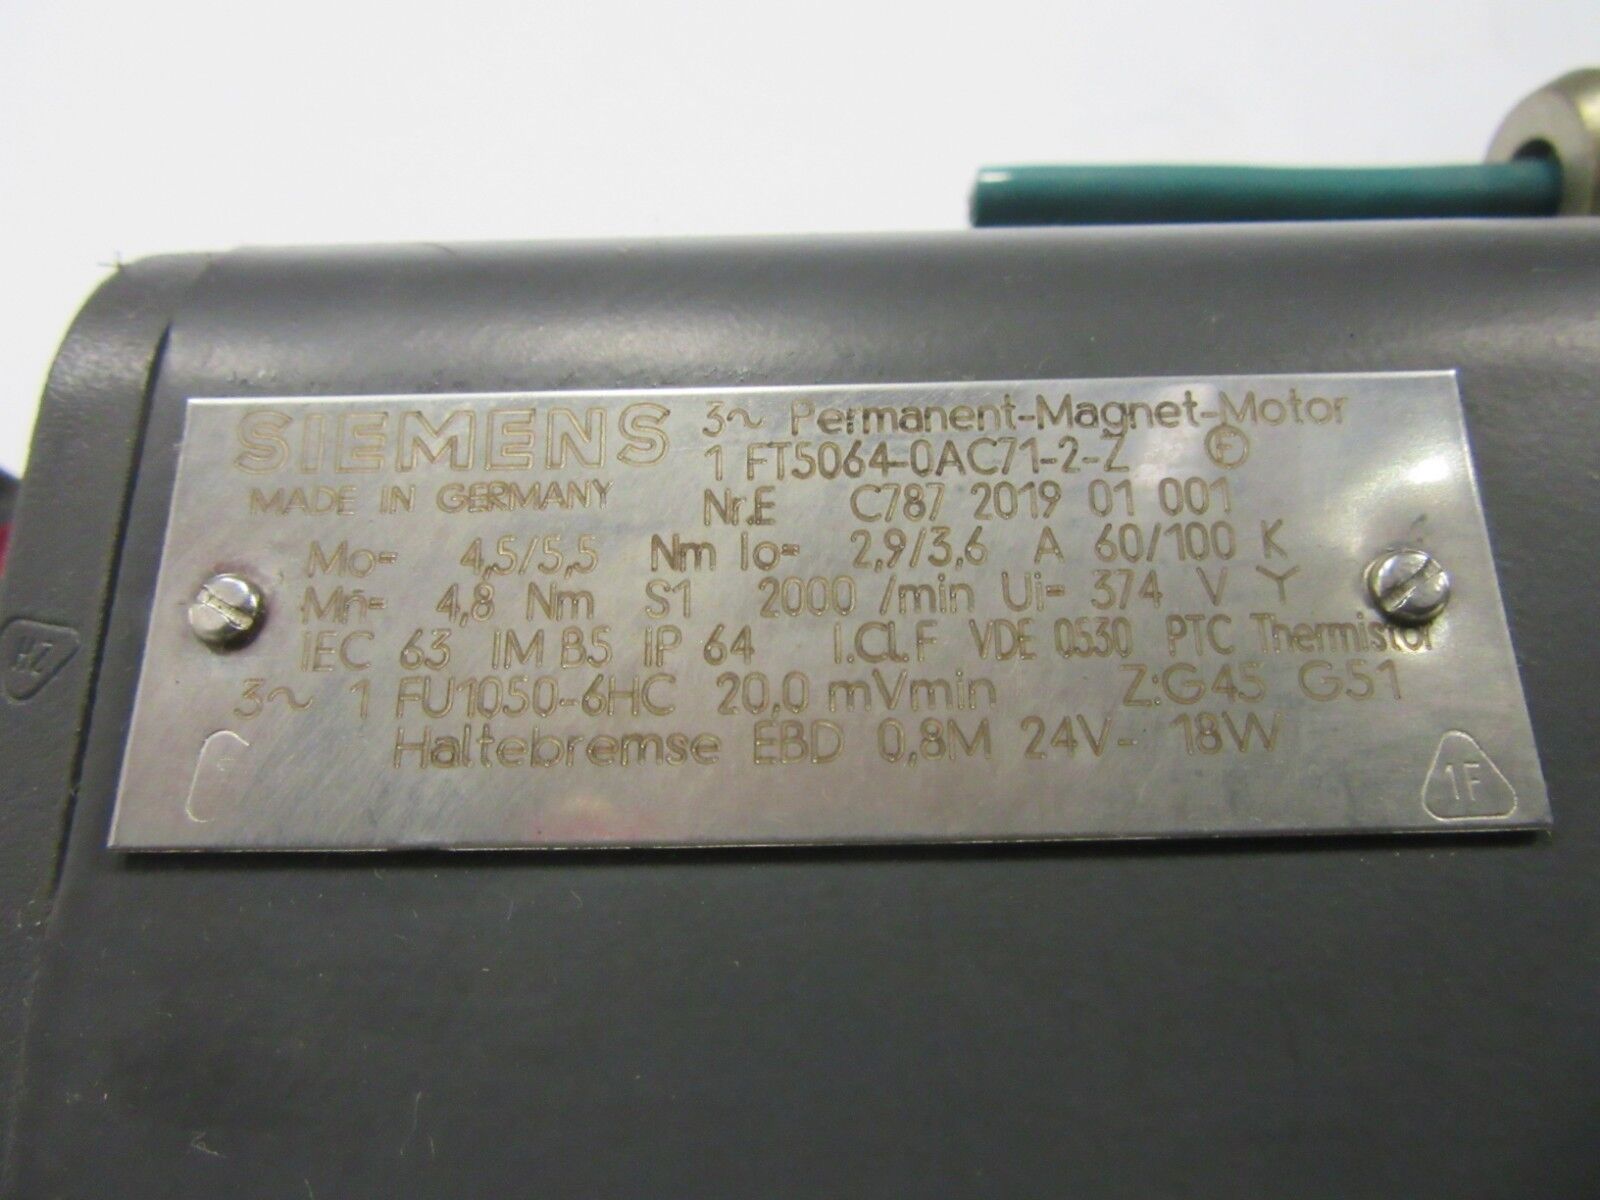 SIEMENS 3~ Permanent-Magnet-Motor
MADE IN GERMANY 1 FT5064-0AC71-2-Z F
Nr.E C787 2019 01 001
Mo= 4,5/5,5 Nm Io= 2,9/3,6 A 60/100 K
Mn= 4,8 Nm S1 2000 /min Ui= 374 V Y
IEC 63 IM B5 IP 64 I.Cl.F VDE 0530 PTC Thermistor
3~ 1 FU1050-6HC 20,0 mVmin Z:G45 G51
Haltebremse EBD 0,8M 24V- 18W
1F
HZ